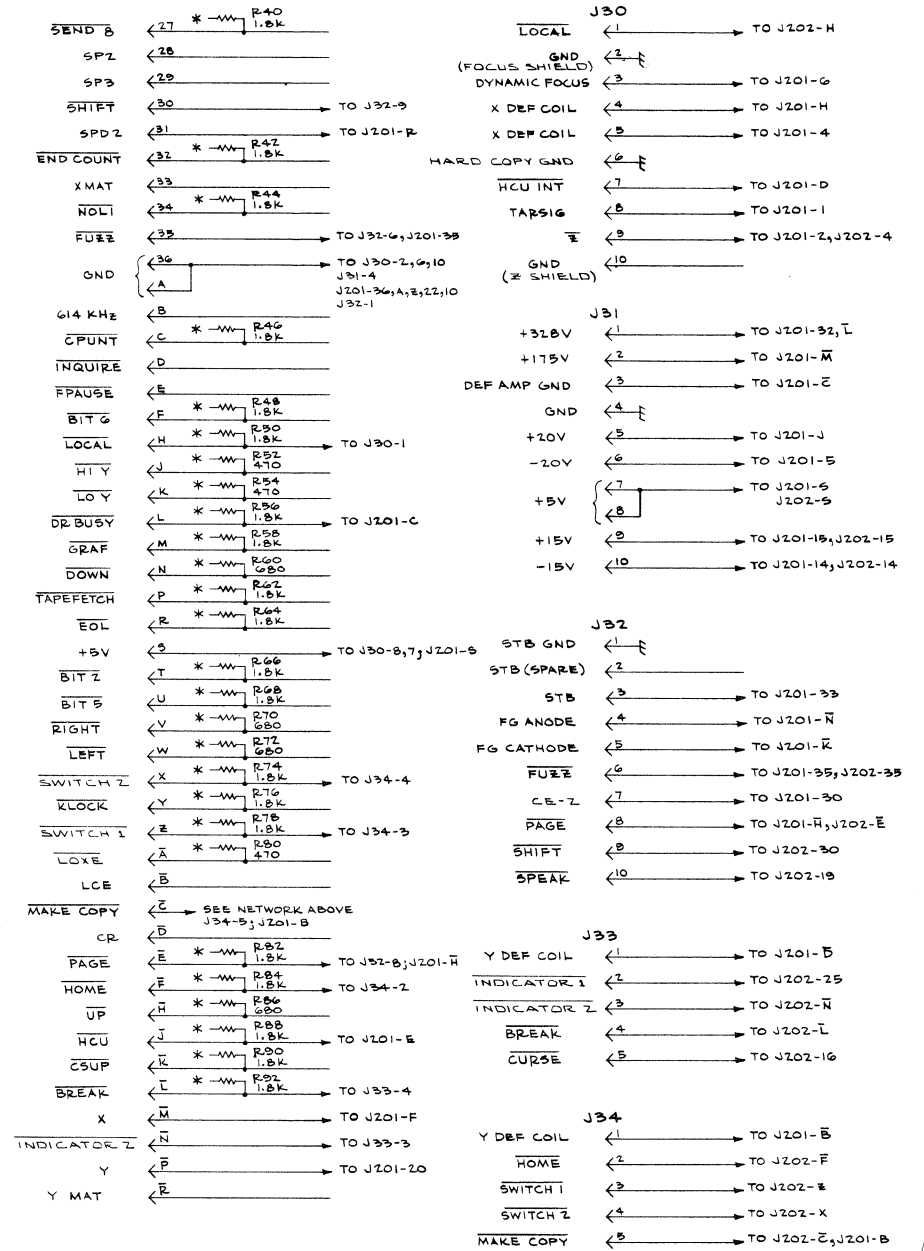 SEND 8 27 * R40 1.8K
SP2 28
SP3 29
SHIFT 30 TO J32-9
SPD2 31 TO J201-R
END COUNT 32 * R42 1.8K
XMAT 33
NOLI 34 * R44 1.8K
FUZZ 35 TO J32-6, J201-35
GND 36 TO J30-2,6,10
A J31-4
J201-36,A,Z,22,10
J32-1
614 KHz B
CPUNT C * R46 1.8K
INQUIRE D
FPAUSE E
BIT 6 F * R48 1.8K
LOCAL H * R50 1.8K TO J30-1
HI Y J * R52 470
LO Y K * R54 470
DR BUSY L * R56 1.8K TO J201-C
GRAF M * R58 1.8K
DOWN N * R60 680
TAPEFETCH P * R62 1.8K
EOL R * R64 1.8K
+5V S TO J30-8,7, J201-S
BIT 2 T * R66 1.8K
BIT 5 U * R68 1.8K
RIGHT V * R70 680
LEFT W * R72 680
SWITCH 2 X * R74 1.8K TO J34-4
KLOCK Y * R76 1.8K
SWITCH 1 Z * R78 1.8K TO J34-3
LOXE A̅ * R80 470
LCE B̅
MAKE COPY C̅ SEE NETWORK ABOVE
J34-5; J201-B
CR D̅
PAGE E̅ * R82 1.8K TO J32-8; J201-H̅
HOME F̅ * R84 1.8K TO J34-2
UP H̅ * R86 680
HCU J̅ * R88 1.8K TO J201-E
CSUP K̅ * R90 1.8K
BREAK L̅ * R92 1.8K TO J33-4
X M̅ TO J201-F
INDICATOR 2 N̅ TO J33-3
Y P̅ TO J201-20
Y MAT R̅
J30
LOCAL 1 TO J202-H
GND 2
(FOCUS SHIELD)
DYNAMIC FOCUS 3 TO J201-6
X DEF COIL 4 TO J201-H
X DEF COIL 5 TO J201-4
HARD COPY GND 6
HCU INT 7 TO J201-D
TARSIG 8 TO J201-1
Z 9 TO J201-2, J202-4
GND 10
(Z SHIELD)
J31
+328V 1 TO J201-32, L̅
+175V 2 TO J201-M̅
DEF AMP GND 3 TO J201-C̅
GND 4
+20V 5 TO J201-J
-20V 6 TO J201-5
+5V 7 TO J201-S
8 J202-S
+15V 9 TO J201-15, J202-15
-15V 10 TO J201-14, J202-14
J32
STB GND 1
STB (SPARE) 2
STB 3 TO J201-33
FG ANODE 4 TO J201-N̅
FG CATHODE 5 TO J201-K̅
FUZZ 6 TO J201-35, J202-35
CE-Z 7 TO J201-30
PAGE 8 TO J201-H̅, J202-E̅
SHIFT 9 TO J202-30
SPEAK 10 TO J202-19
J33
Y DEF COIL 1 TO J201-D̅
INDICATOR 1 2 TO J202-25
INDICATOR 2 3 TO J202-N̅
BREAK 4 TO J202-L̅
CURSE 5 TO J202-16
J34
Y DEF COIL 1 TO J201-B̅
HOME 2 TO J202-F̅
SWITCH 1 3 TO J202-Z
SWITCH 2 4 TO J202-X
MAKE COPY 5 TO J202-C̅, J201-B